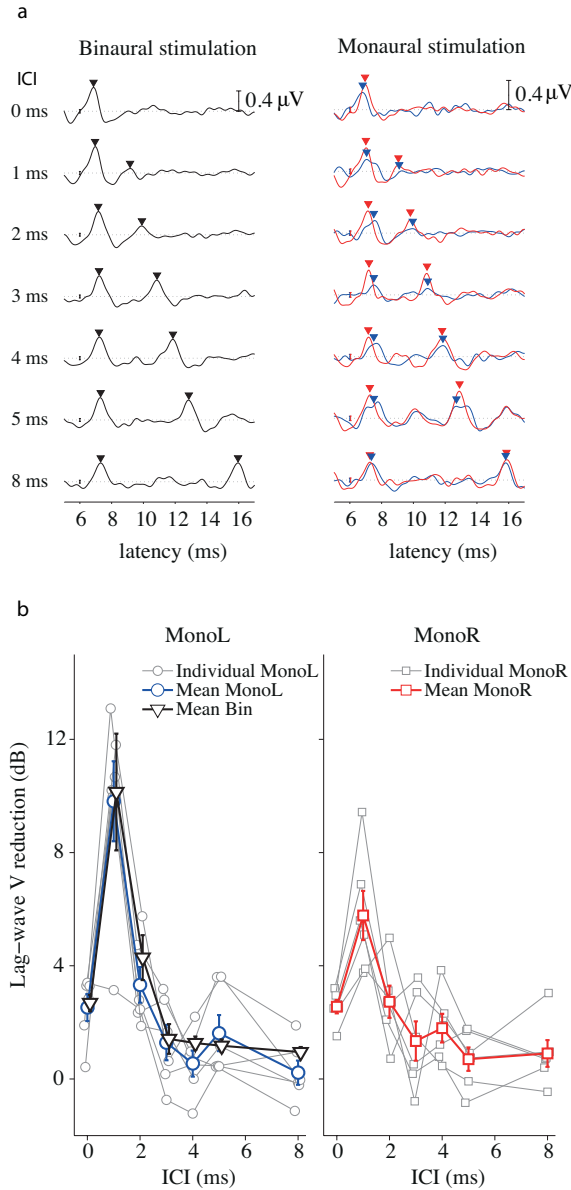 a
Binaural stimulation
Monaural stimulation
ICI
0.4 µV
0.4 µV
0 ms
1 ms
2 ms
3 ms
4 ms
5 ms
8 ms
6 8 10 12 14 16
6 8 10 12 14 16
latency (ms)
latency (ms)
b
MonoL
MonoR
Individual MonoL
Mean MonoL
Mean Bin
Individual MonoR
Mean MonoR
Lag−wave V reduction (dB)
12
8
4
0
0 2 4 6 8
0 2 4 6 8
ICI (ms)
ICI (ms)